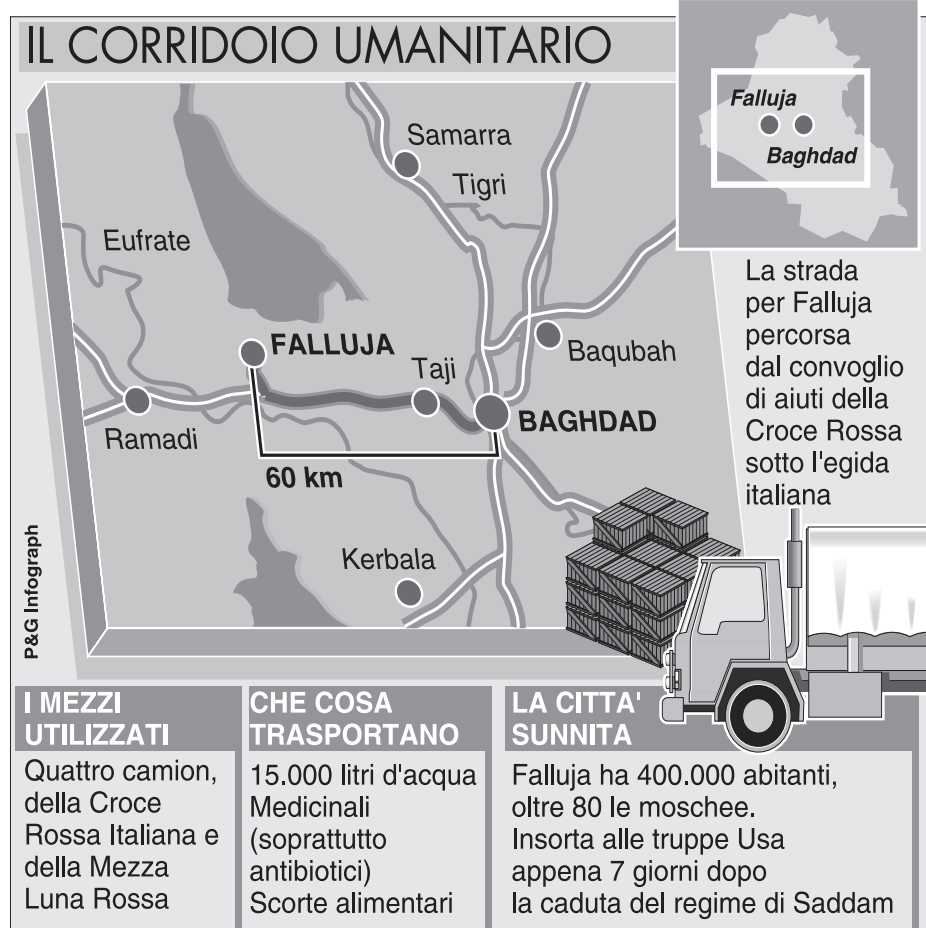 IL CORRIDOIO UMANITARIO
Falluja
Baghdad
Samarra
Tigri
Eufrate
FALLUJA
Taji
Baqubah
Ramadi
BAGHDAD
60 km
Kerbala
La strada
per Falluja
percorsa
dal convoglio
di aiuti della
Croce Rossa
sotto l'egida
italiana
P&G Infograph
I MEZZI
UTILIZZATI
Quattro camion,
della Croce
Rossa Italiana e
della Mezza
Luna Rossa
CHE COSA
TRASPORTANO
15.000 litri d'acqua
Medicinali
(soprattutto
antibiotici)
Scorte alimentari
LA CITTA'
SUNNITA
Falluja ha 400.000 abitanti,
oltre 80 le moschee.
Insorta alle truppe Usa
appena 7 giorni dopo
la caduta del regime di Saddam